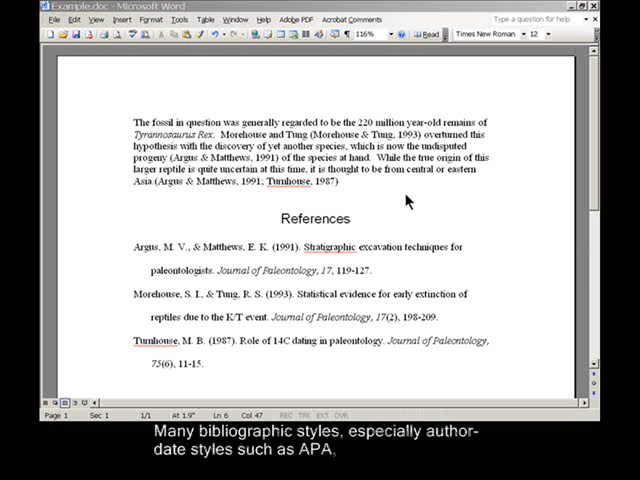 Example.doc - Microsoft Word
File Edit View Insert Format Tools Table Window Bibliography Help Adobe PDF Acrobat Comments Type a question for help
116% Read Times New Roman 12
The fossil in question was generally regarded to be the 220 million year-old remains of
Tyrannosaurus Rex. Morehouse and Tung (Morehouse & Tung, 1993) overturned this
hypothesis with the discovery of yet another species, which is now the undisputed
progeny (Argus & Matthews, 1991) of the species at hand. While the true origin of this
larger reptile is quite uncertain at this time, it is thought to be from central or eastern
Asia.(Argus & Matthews, 1991; Turnhouse, 1987)
References
Argus, M. V., & Matthews, E. K. (1991). Stratigraphic excavation techniques for
paleontologists. Journal of Paleontology, 17, 119-127.
Morehouse, S. I., & Tung, R. S. (1993). Statistical evidence for early extinction of
reptiles due to the K/T event. Journal of Paleontology, 17(2), 198-209.
Turnhouse, M. B. (1987). Role of 14C dating in paleontology. Journal of Paleontology,
75(6), 11-15.
Page 1 Sec 1 1/1 At 1.9" Ln 6 Col 47 REC TRK EXT OVR
Many bibliographic styles, especially author-
date styles such as APA,